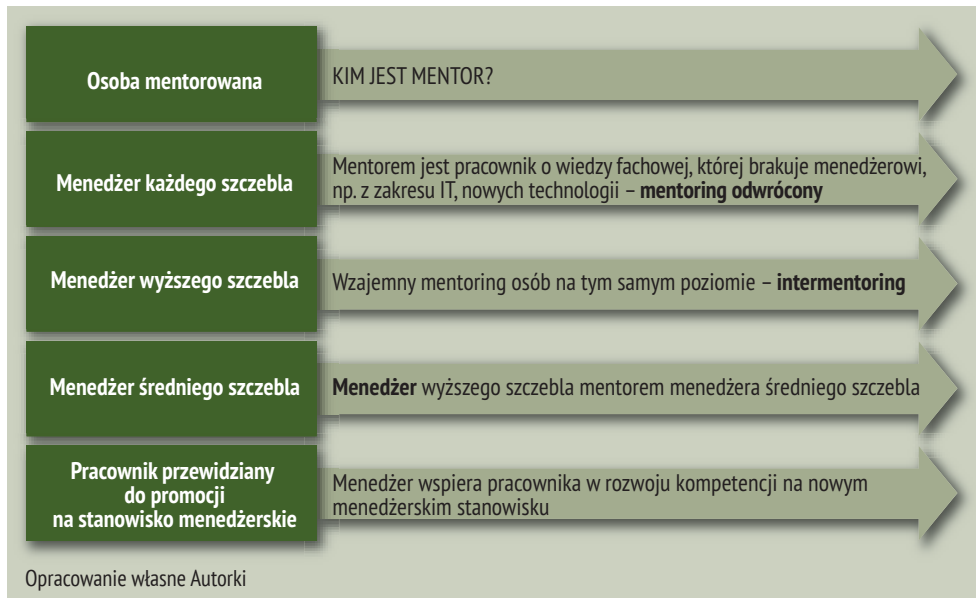 Osoba mentorowana
KIM JEST MENTOR?
Menedżer każdego szczebla
Mentorem jest pracownik o wiedzy fachowej, której brakuje menedżerowi,
np. z zakresu IT, nowych technologii – mentoring odwrócony
Menedżer wyższego szczebla
Wzajemny mentoring osób na tym samym poziomie – intermentoring
Menedżer średniego szczebla
Menedżer wyższego szczebla mentorem menedżera średniego szczebla
Pracownik przewidziany
do promocji
na stanowisko menedżerskie
Menedżer wspiera pracownika w rozwoju kompetencji na nowym
menedżerskim stanowisku
Opracowanie własne Autorki